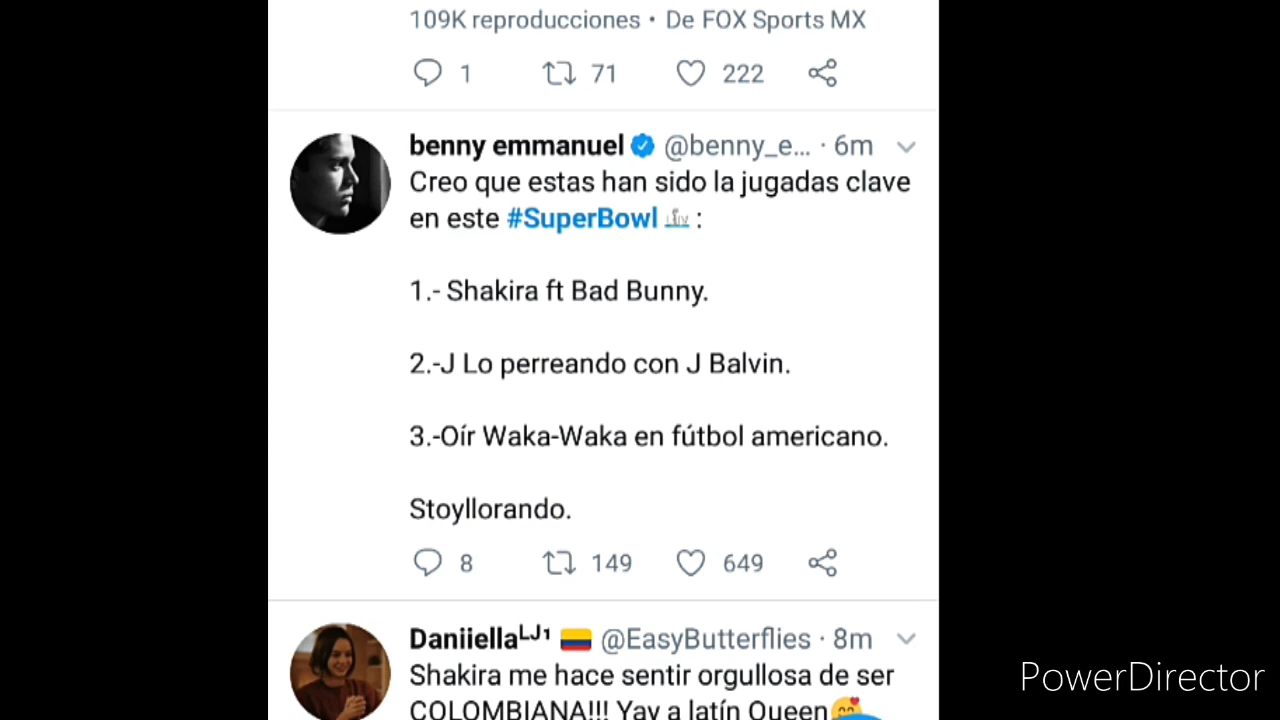 109K reproducciones • De FOX Sports MX
1 71 222
benny emmanuel @benny_e... · 6m
Creo que estas han sido la jugadas clave
en este #SuperBowl :
1.- Shakira ft Bad Bunny.
2.-J Lo perreando con J Balvin.
3.-Oír Waka-Waka en fútbol americano.
Stoyllorando.
8 149 649
Daniiellaᴸᴶ¹ 🇨🇴 @EasyButterflies · 8m
Shakira me hace sentir orgullosa de ser
COLOMBIANA!!! Yay a latín Queen🥰
PowerDirector